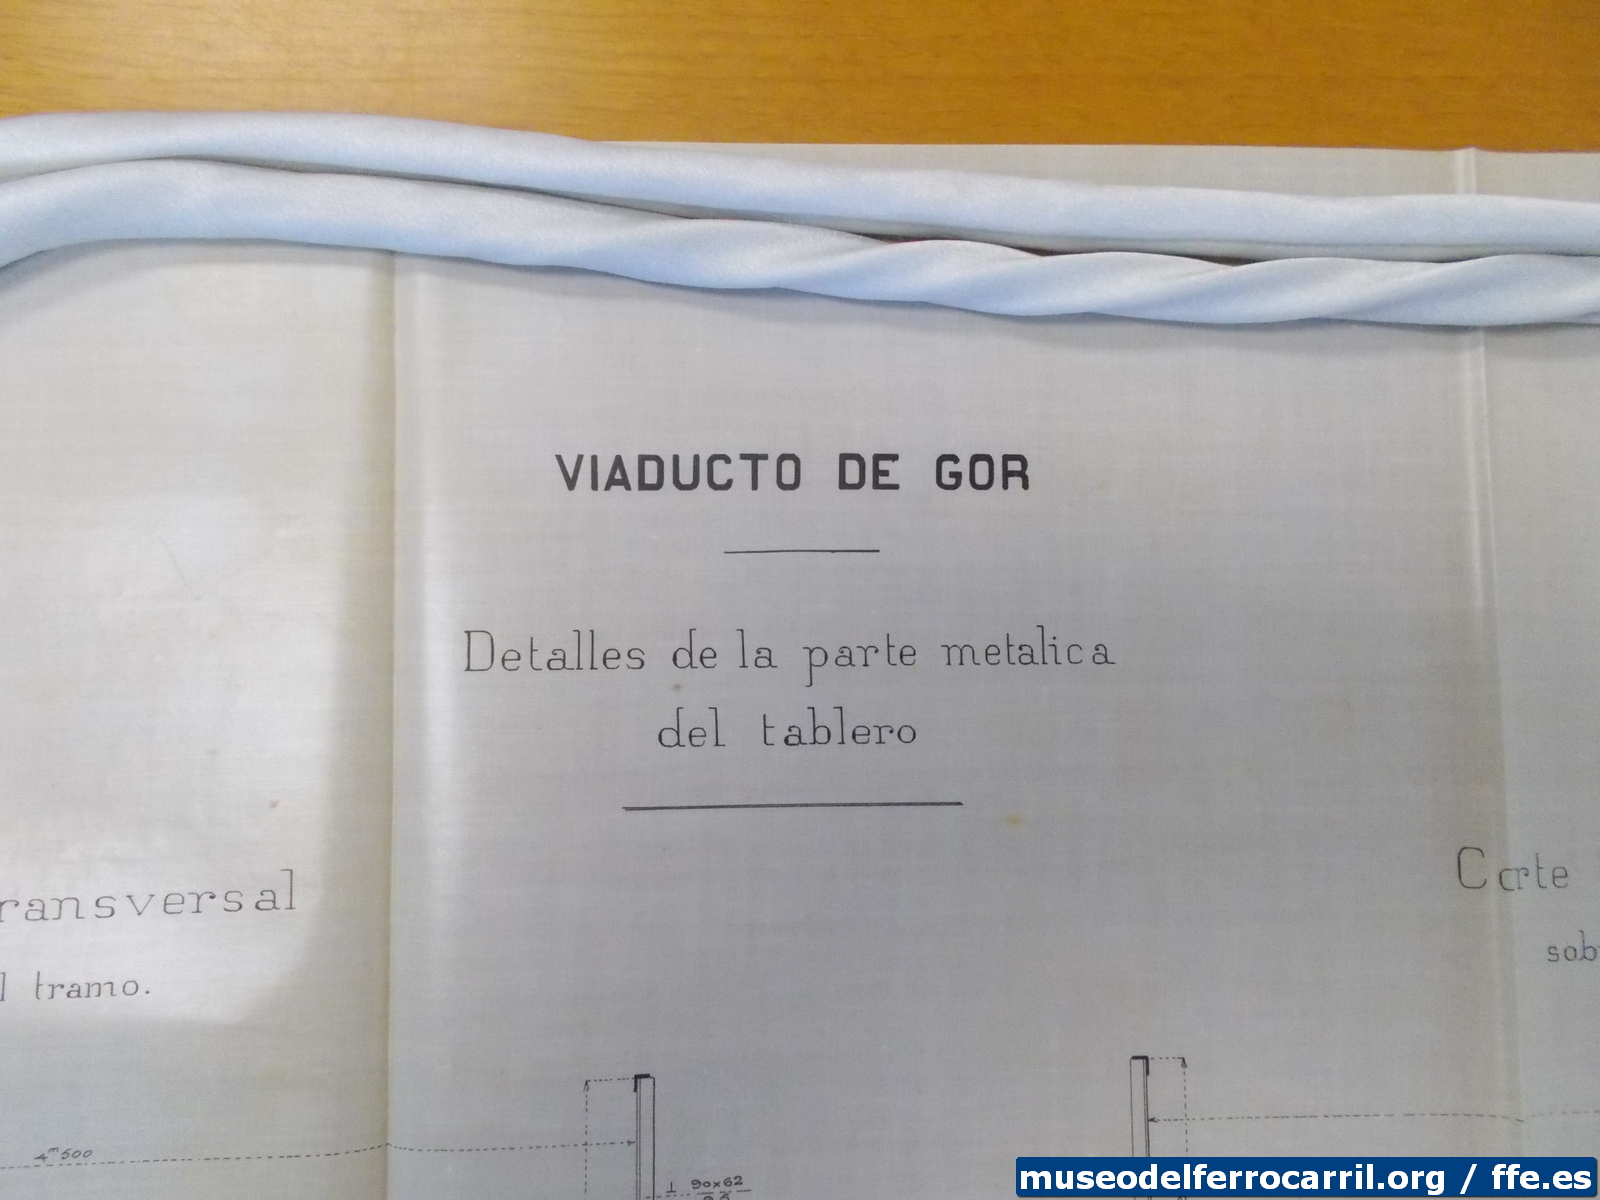 VIADUCTO DE GOR
Detalles de la parte metalica
del tablero
ransversal
l tramo.
Corte
sob
4m500
90x62
museodelferrocarril.org / ffe.es